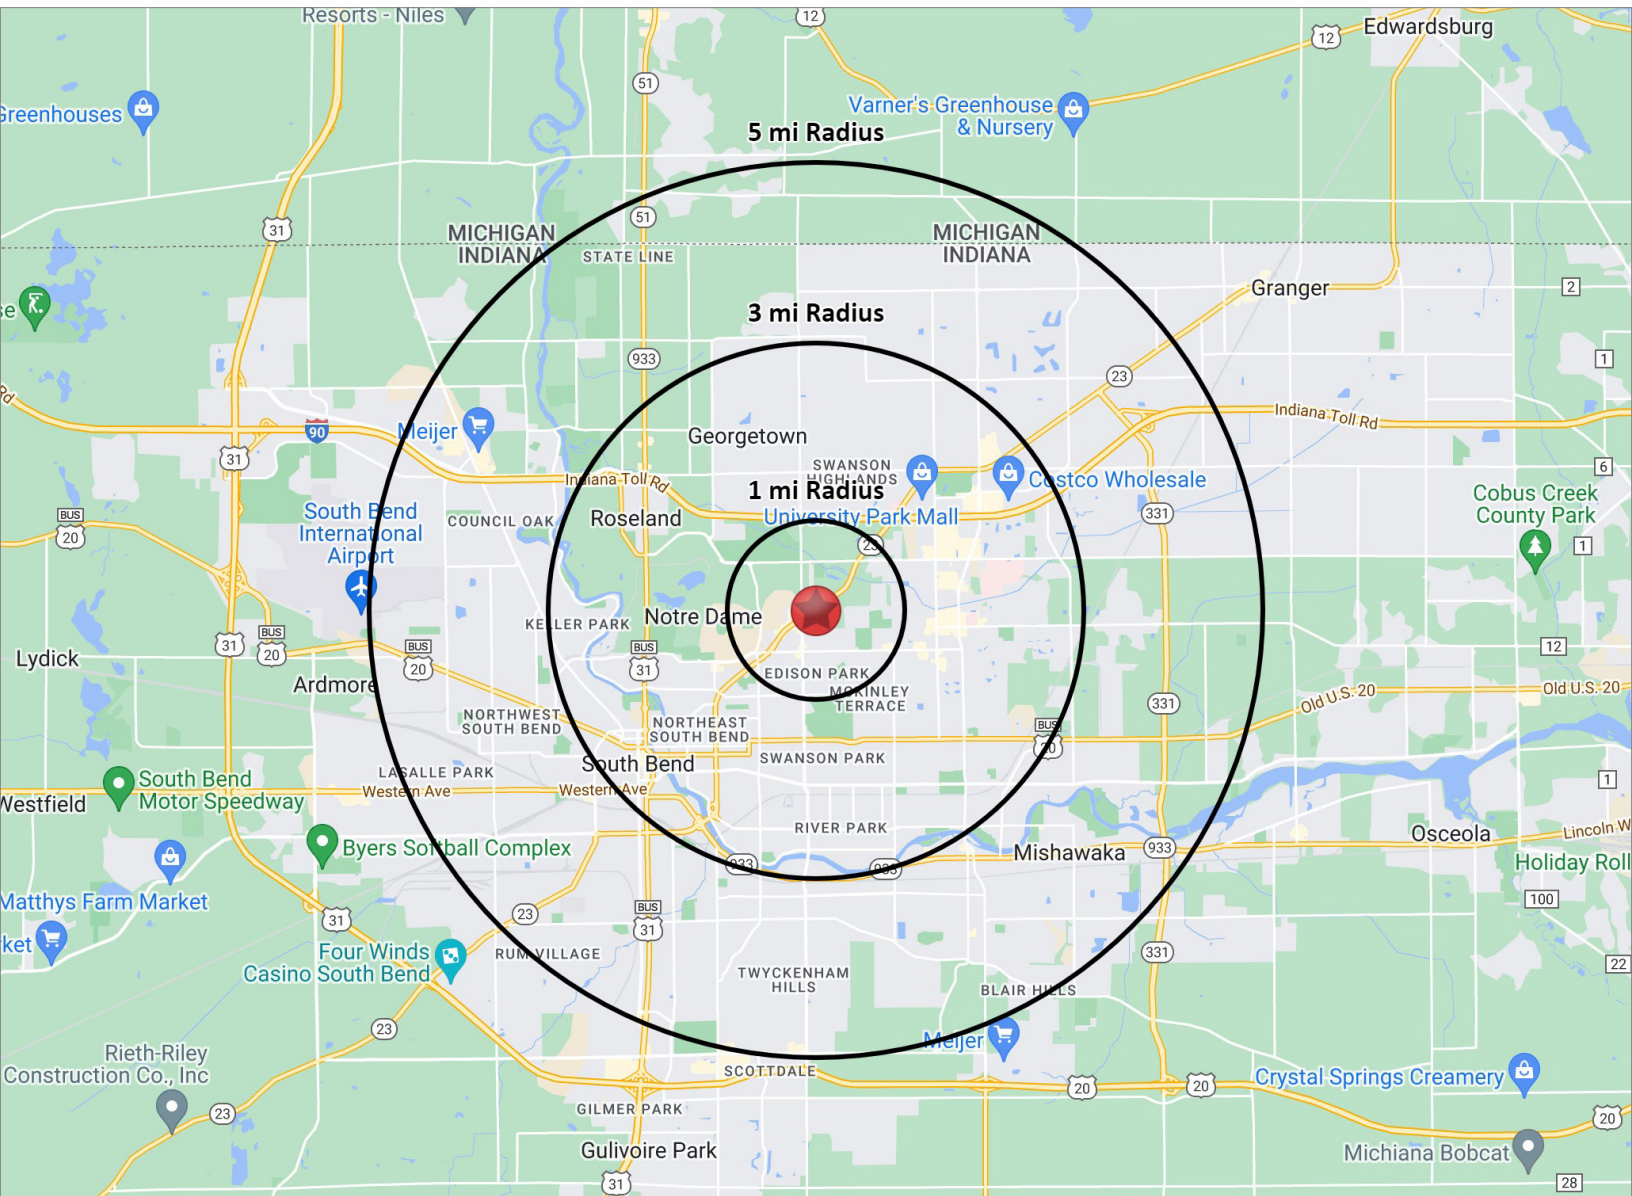 Resorts - Niles
12
12
Edwardsburg
51
Greenhouses
Varner's Greenhouse
& Nursery
5 mi Radius
51
31
MICHIGAN
INDIANA
STATE LINE
MICHIGAN
INDIANA
Granger
2
3 mi Radius
933
1
23
Rd
Indiana Toll Rd
90
Meijer
Georgetown
31
SWANSON
HIGHLANDS
6
Indiana Toll Rd
1 mi Radius
Costco Wholesale
Cobus Creek
County Park
BUS
20
South Bend
International
Airport
COUNCIL OAK
Roseland
University Park Mall
331
23
1
KELLER PARK
Notre Dame
31
BUS
20
BUS
20
BUS
31
12
Lydick
Ardmore
EDISON PARK
MCKINLEY
TERRACE
331
Old U.S. 20
Old U.S. 20
NORTHWEST
SOUTH BEND
NORTHEAST
SOUTH BEND
BUS
20
South Bend
SWANSON PARK
LASALLE PARK
South Bend
Motor Speedway
Western Ave
Western Ave
1
Westfield
RIVER PARK
Osceola
Lincoln W
Byers Softball Complex
933
933
Mishawaka
933
Holiday Roll
Matthys Farm Market
100
31
23
BUS
31
ket
Four Winds
Casino South Bend
RUM VILLAGE
331
22
TWYCKENHAM
HILLS
BLAIR HILLS
23
Meijer
Rieth-Riley
Construction Co., Inc
SCOTTDALE
20
20
Crystal Springs Creamery
23
GILMER PARK
20
Gulivoire Park
Michiana Bobcat
31
28